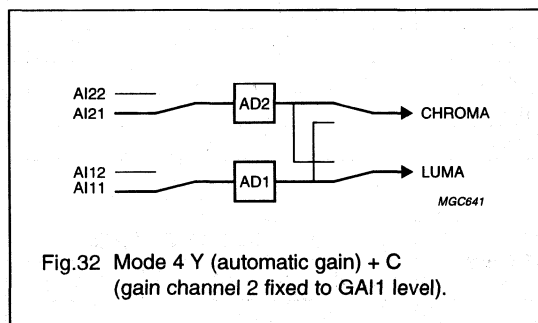 AI22
AI21
AD2
CHROMA
AI12
AI11
AD1
LUMA
MGC641
Fig.32 Mode 4 Y (automatic gain) + C
(gain channel 2 fixed to GAI1 level).